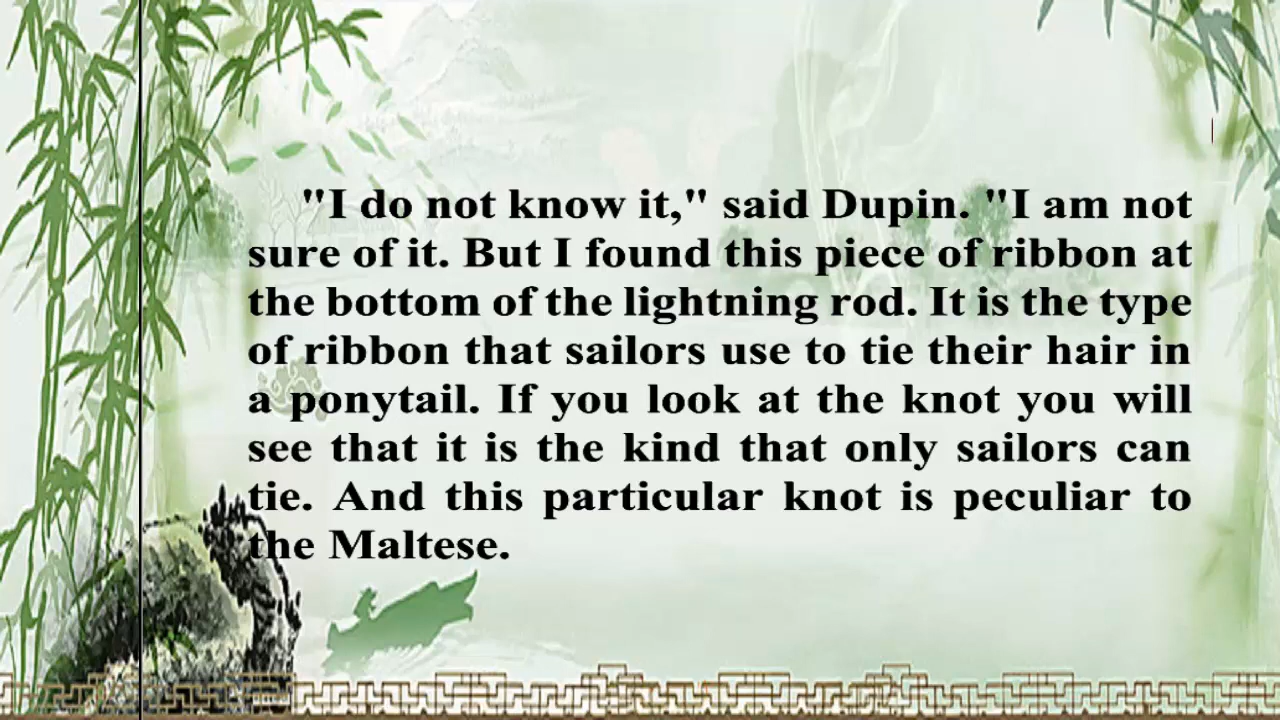 "I do not know it," said Dupin. "I am not
sure of it. But I found this piece of ribbon at
the bottom of the lightning rod. It is the type
of ribbon that sailors use to tie their hair in
a ponytail. If you look at the knot you will
see that it is the kind that only sailors can
tie. And this particular knot is peculiar to
the Maltese.